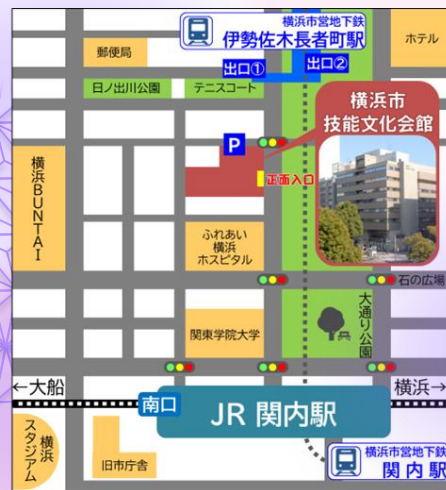 横浜市営地下鉄
伊勢佐木長者町駅
ホテル
郵便局
出口①
出口②
日ノ出川公園
テニスコート
横浜市
技能文化会館
P
正面入口
横浜BUNTAI
ふれあい
横浜
ホスピタル
石の広場
大通り公園
関東学院大学
←大船
横浜→
南口
JR 関内駅
横浜
スタジアム
旧市庁舎
横浜市営地下鉄
関内駅